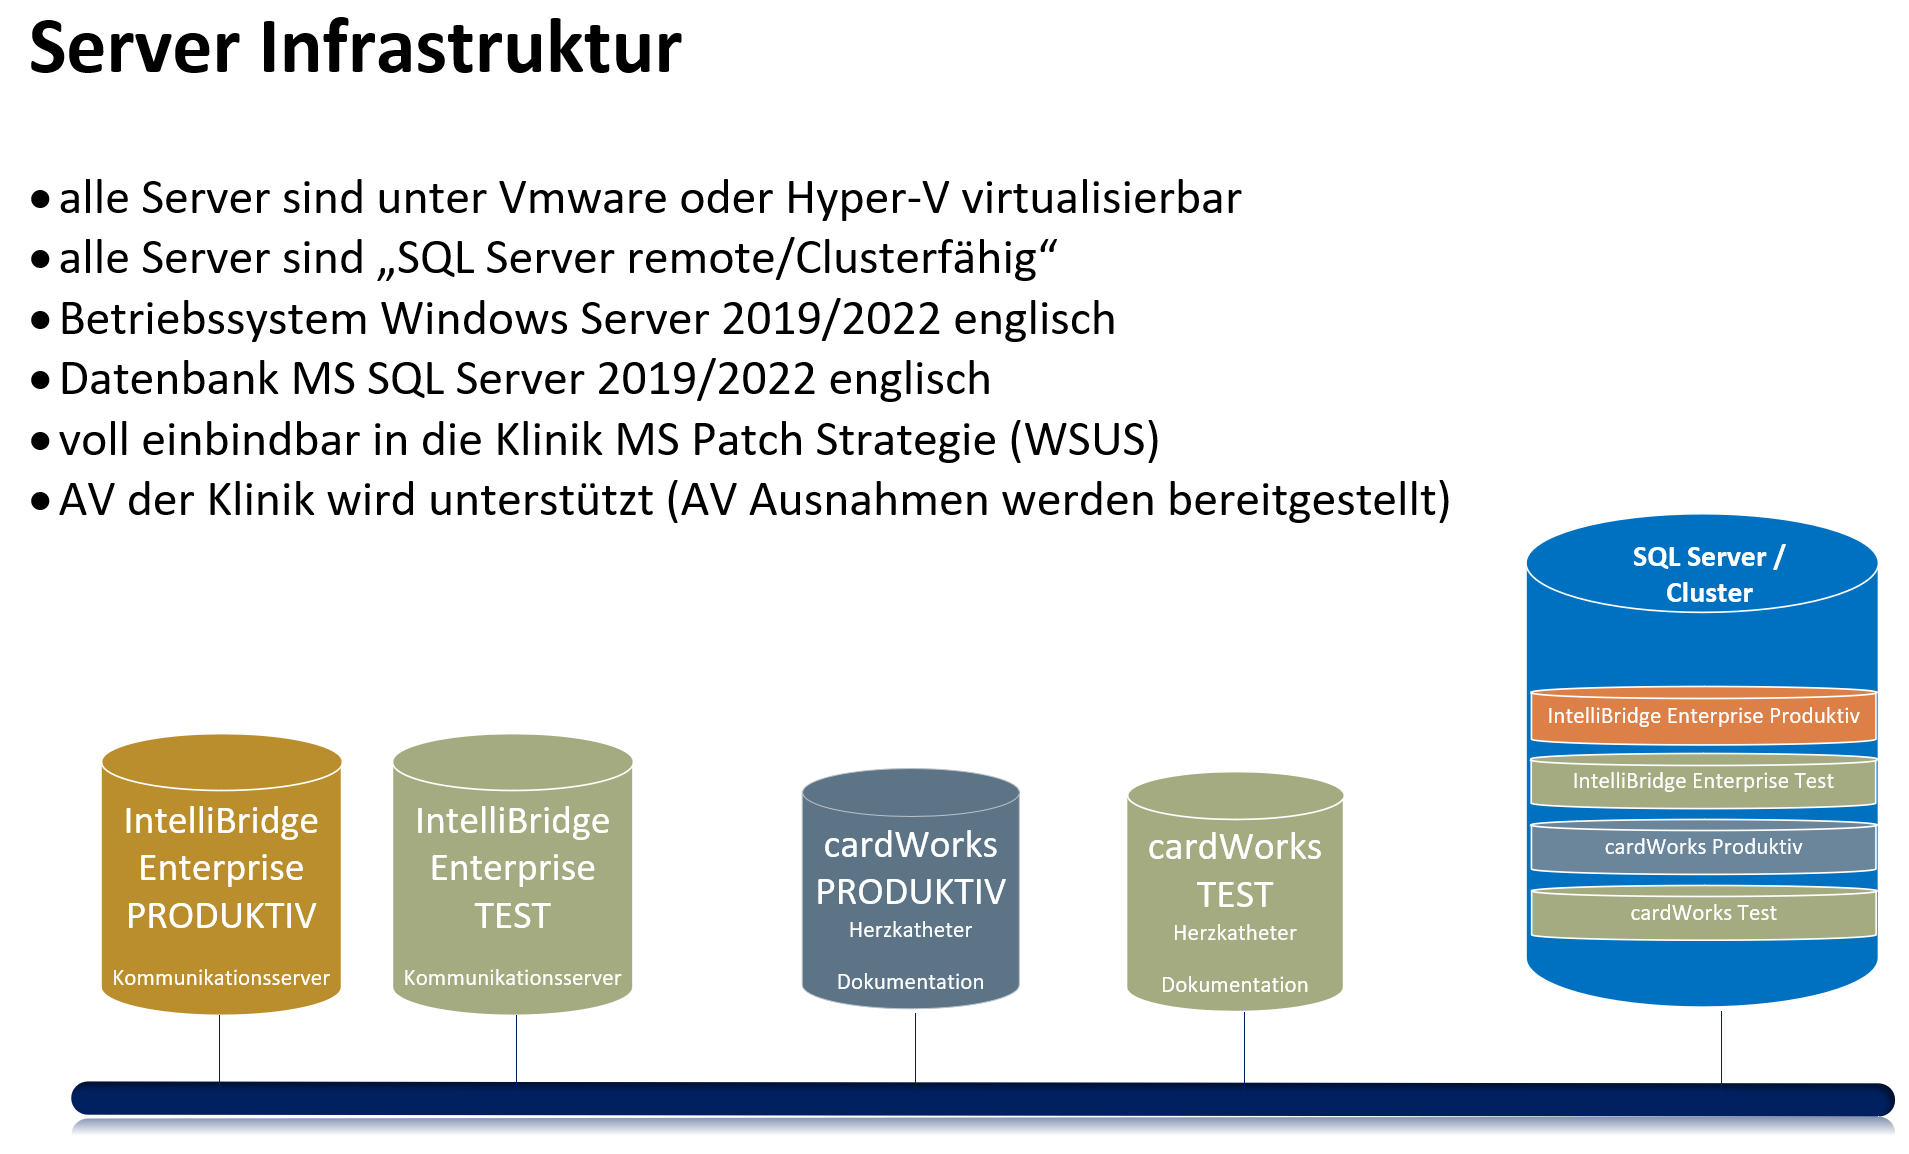 Server Infrastruktur
• alle Server sind unter Vmware oder Hyper-V virtualisierbar
• alle Server sind „SQL Server remote/Clusterfähig“
• Betriebssystem Windows Server 2019/2022 englisch
• Datenbank MS SQL Server 2019/2022 englisch
• voll einbindbar in die Klinik MS Patch Strategie (WSUS)
• AV der Klinik wird unterstützt (AV Ausnahmen werden bereitgestellt)
IntelliBridge
Enterprise
PRODUKTIV
Kommunikationsserver
IntelliBridge
Enterprise
TEST
Kommunikationsserver
cardWorks
PRODUKTIV
Herzkatheter
Dokumentation
cardWorks
TEST
Herzkatheter
Dokumentation
SQL Server /
Cluster
IntelliBridge Enterprise Produktiv
IntelliBridge Enterprise Test
cardWorks Produktiv
cardWorks Test